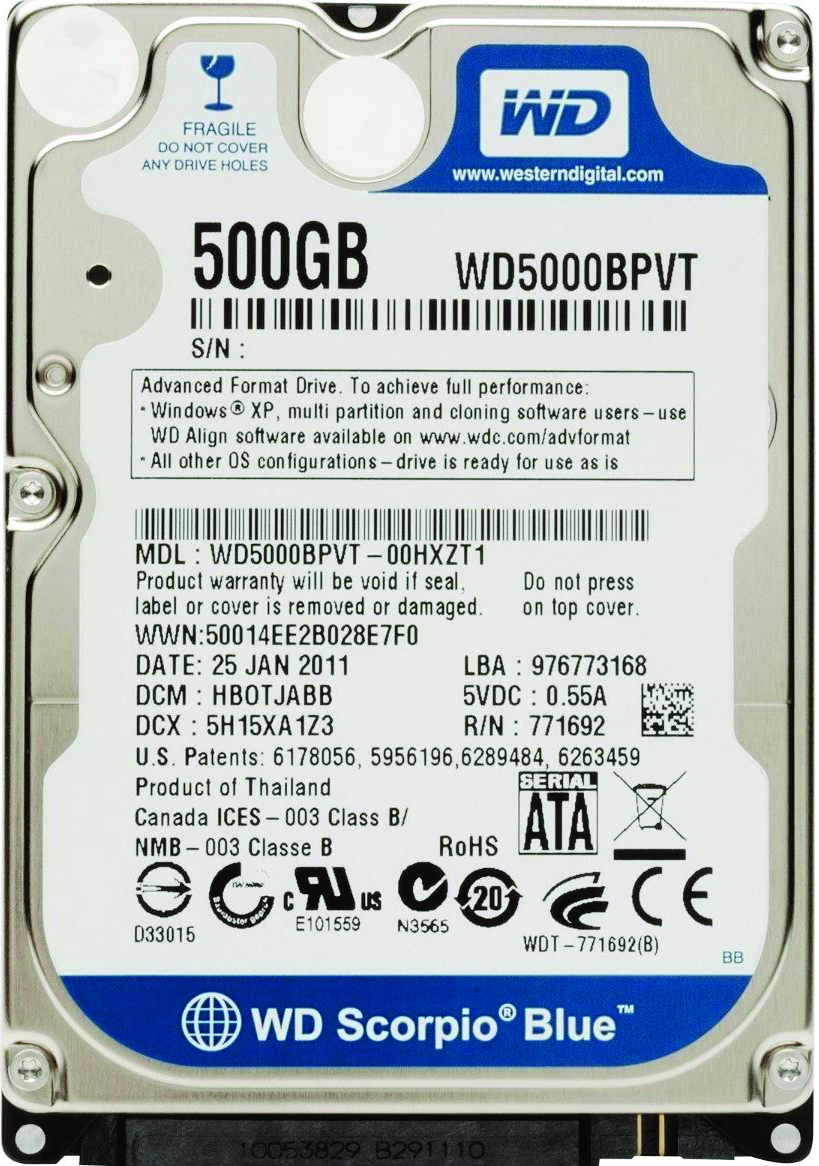 FRAGILE
DO NOT COVER
ANY DRIVE HOLES
WD
www.westerndigital.com
500GB WD5000BPVT
S/N :
Advanced Format Drive. To achieve full performance:
• Windows® XP, multi partition and cloning software users – use
WD Align software available on www.wdc.com/advformat
• All other OS configurations – drive is ready for use as is
MDL : WD5000BPVT – 00HXZT1
Product warranty will be void if seal, Do not press
label or cover is removed or damaged. on top cover.
WWN:50014EE2B028E7F0
DATE: 25 JAN 2011 LBA : 976773168
DCM : HBOTJABB 5VDC : 0.55A
DCX : 5H15XA1Z3 R/N : 771692
U.S. Patents: 6178056, 5956196,6289484, 6263459
Product of Thailand
SERIAL
ATA
Canada ICES – 003 Class B/
NMB – 003 Classe B RoHS
D33015
Bauart geprüft
c RU US
E101559
N3565
20
CE
WDT – 771692(B)
BB
WD Scorpio® Blue™
10053829 B291110